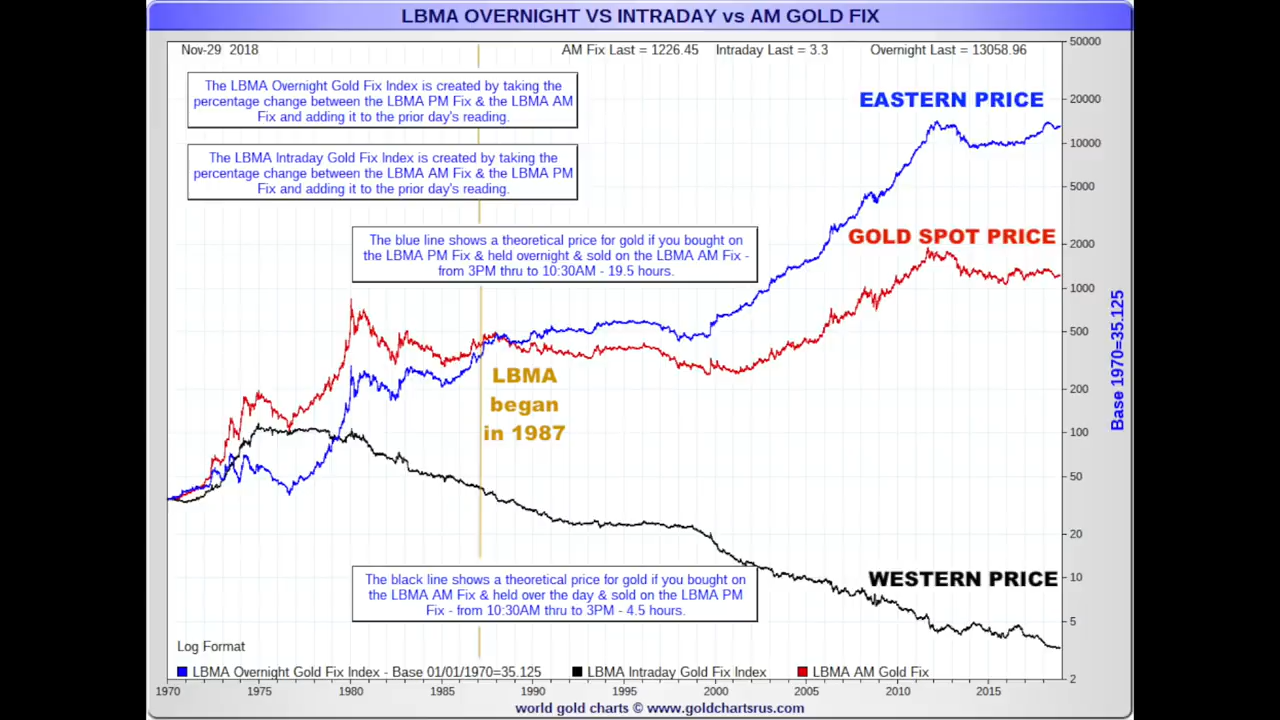 LBMA OVERNIGHT VS INTRADAY vs AM GOLD FIX
Nov-29 2018
AM Fix Last = 1226.45 Intraday Last = 3.3 Overnight Last = 13058.96
The LBMA Overnight Gold Fix Index is created by taking the
percentage change between the LBMA PM Fix & the LBMA AM
Fix and adding it to the prior day's reading.
The LBMA Intraday Gold Fix Index is created by taking the
percentage change between the LBMA AM Fix & the LBMA PM
Fix and adding it to the prior day's reading.
EASTERN PRICE
The blue line shows a theoretical price for gold if you bought on
the LBMA PM Fix & held overnight & sold on the LBMA AM Fix -
from 3PM thru to 10:30AM - 19.5 hours.
GOLD SPOT PRICE
LBMA
began
in 1987
The black line shows a theoretical price for gold if you bought on
the LBMA AM Fix & held over the day & sold on the LBMA PM
Fix - from 10:30AM thru to 3PM - 4.5 hours.
WESTERN PRICE
50000
20000
10000
5000
2000
1000
500
200
100
50
20
10
5
2
Base 1970=35.125
Log Format
LBMA Overnight Gold Fix Index - Base 01/01/1970=35.125
LBMA Intraday Gold Fix Index
LBMA AM Gold Fix
1970 1975 1980 1985 1990 1995 2000 2005 2010 2015
world gold charts © www.goldchartsrus.com